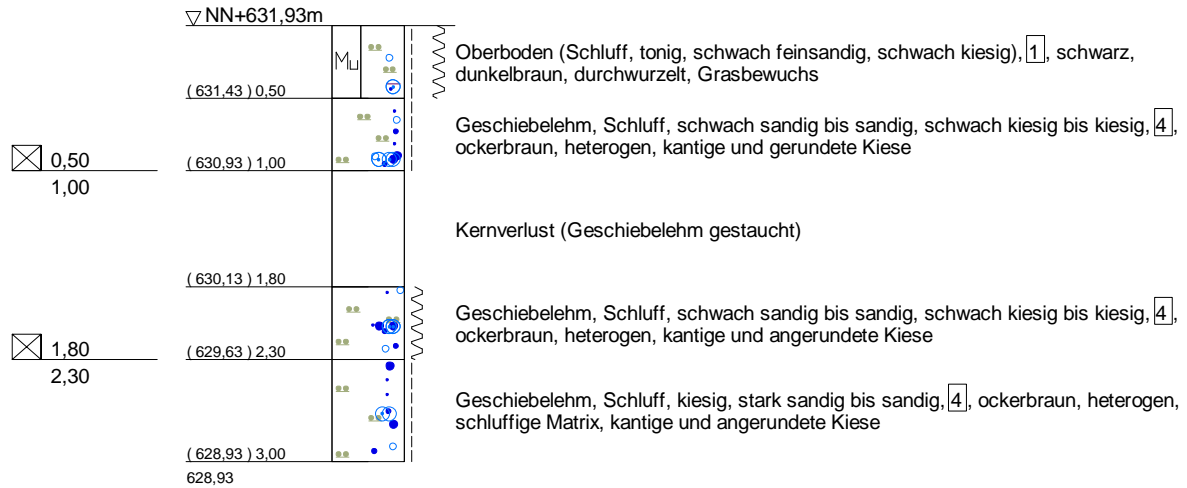 NN+631,93m
Mu
Oberboden (Schluff, tonig, schwach feinsandig, schwach kiesig), 1, schwarz,
dunkelbraun, durchwurzelt, Grasbewuchs
( 631,43 ) 0,50
Geschiebelehm, Schluff, schwach sandig bis sandig, schwach kiesig bis kiesig, 4,
ockerbraun, heterogen, kantige und gerundete Kiese
0,50
1,00
( 630,93 ) 1,00
Kernverlust (Geschiebelehm gestaucht)
( 630,13 ) 1,80
Geschiebelehm, Schluff, schwach sandig bis sandig, schwach kiesig bis kiesig, 4,
ockerbraun, heterogen, kantige und angerundete Kiese
1,80
2,30
( 629,63 ) 2,30
Geschiebelehm, Schluff, kiesig, stark sandig bis sandig, 4, ockerbraun, heterogen,
schluffige Matrix, kantige und angerundete Kiese
( 628,93 ) 3,00
628,93